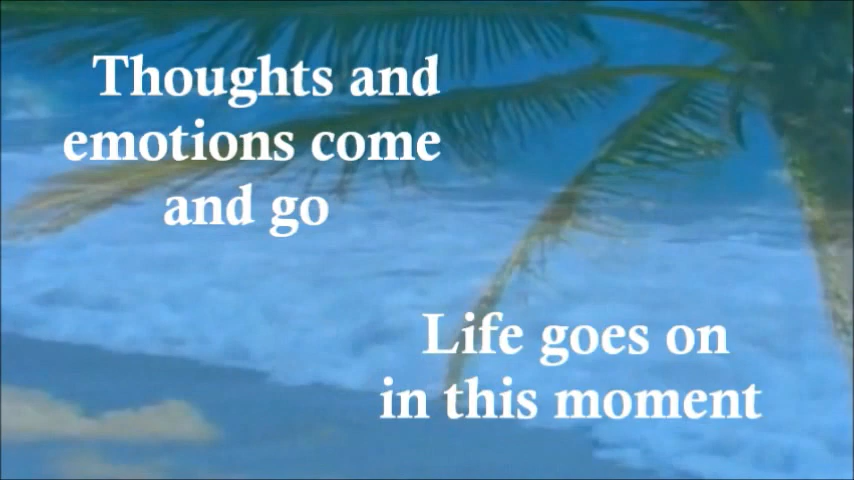 Thoughts and
emotions come
and go
Life goes on
in this moment